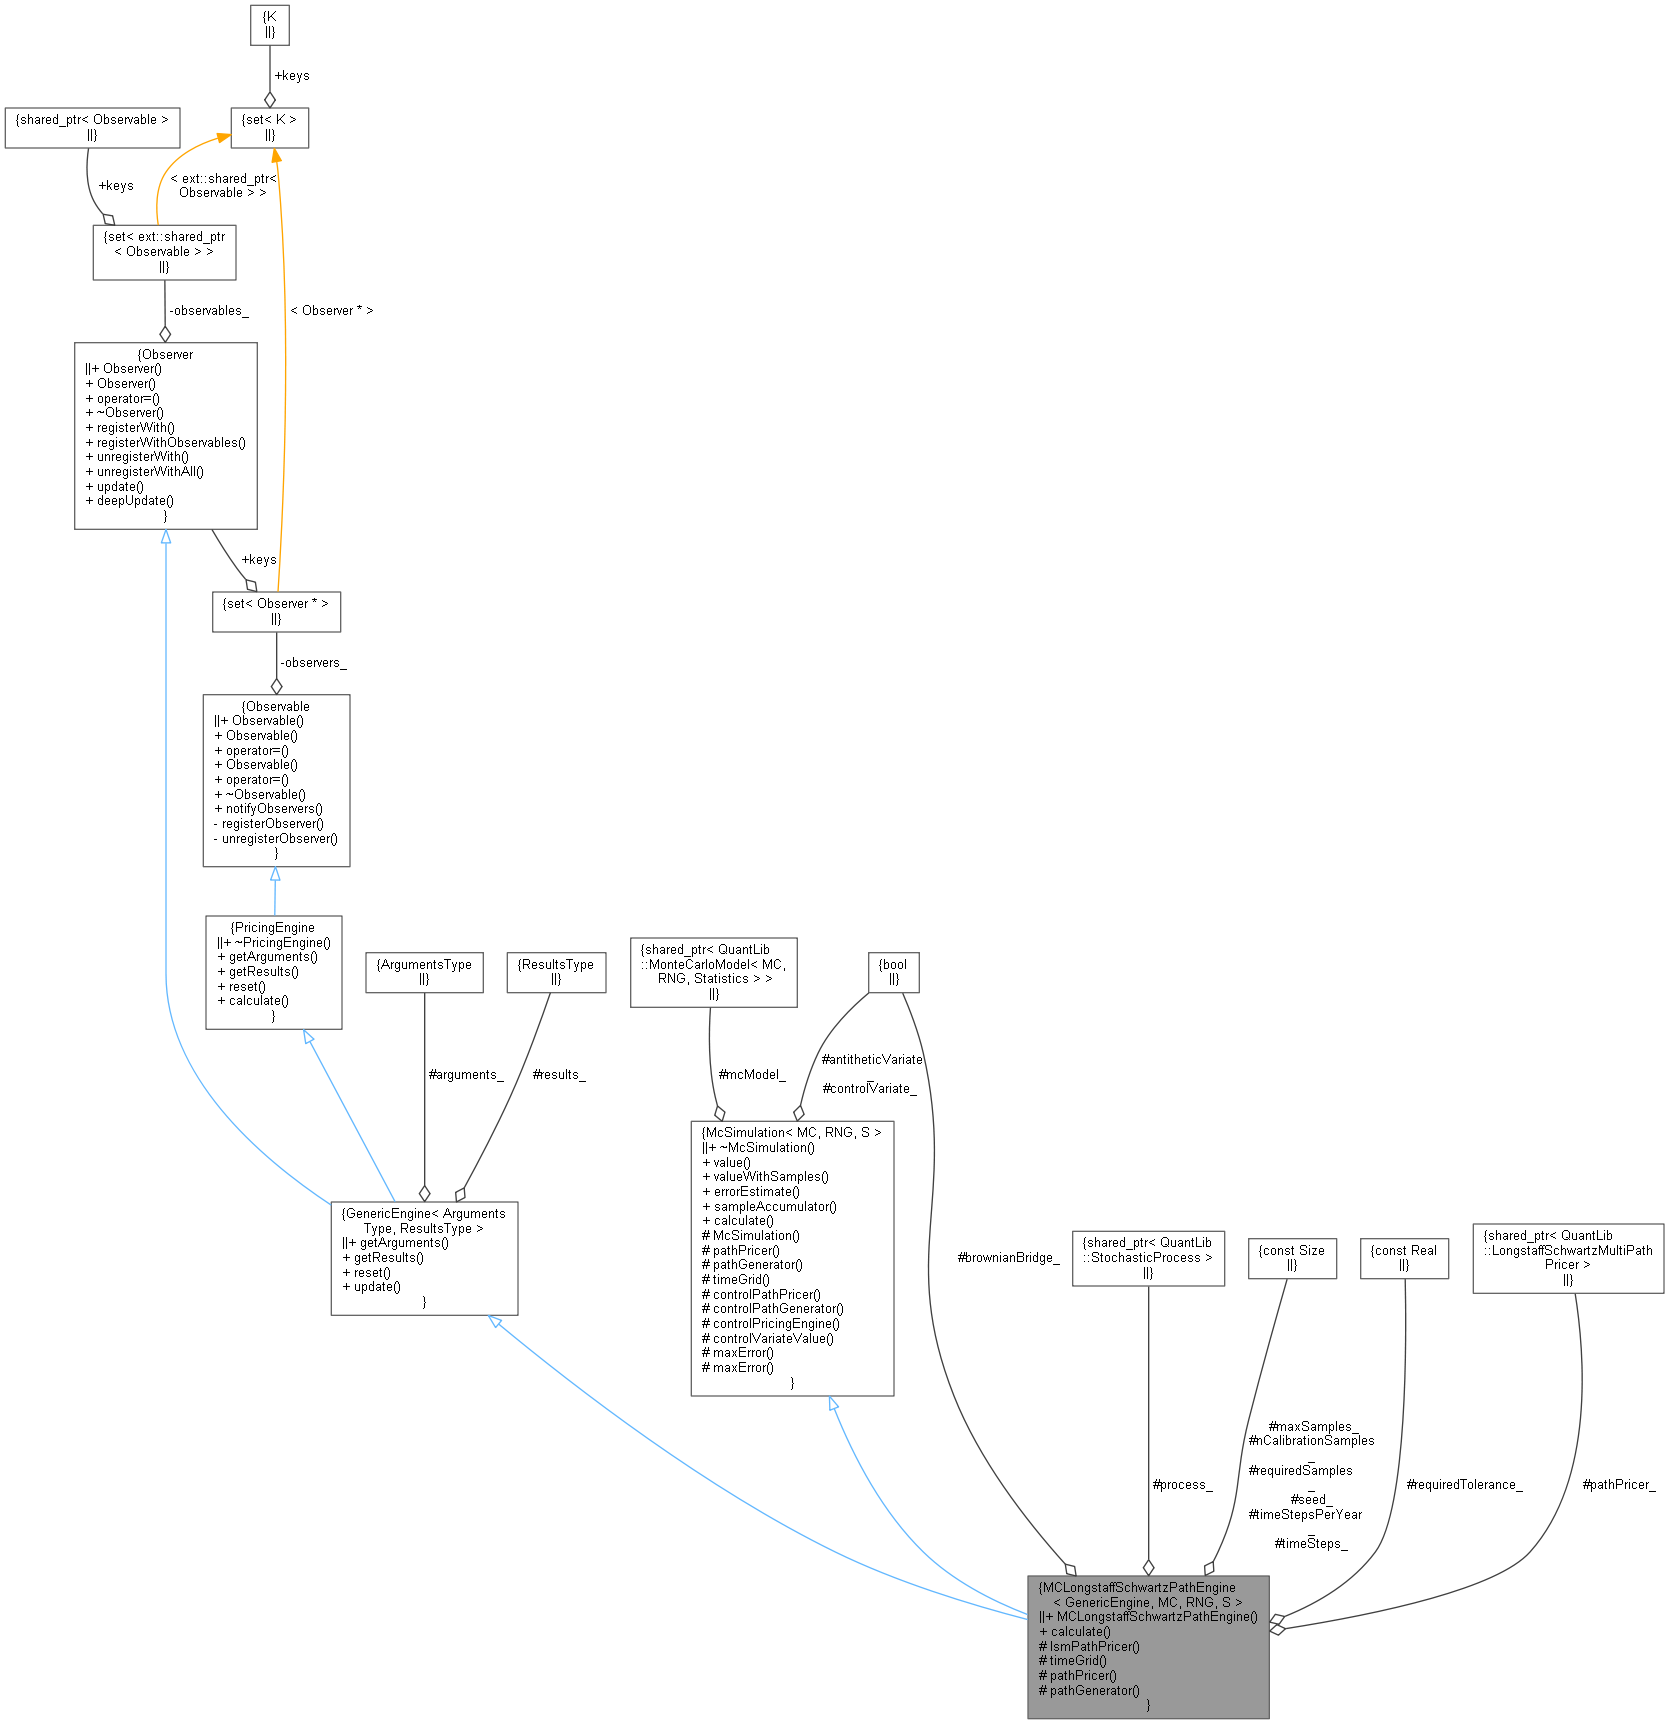 {K
||}
+keys
{shared_ptr< Observable >
||}
{set< K >
||}
+keys
< ext::shared_ptr<
Observable > >
{set< ext::shared_ptr
< Observable > >
||}
-observables_
< Observer * >
{Observer
||+ Observer()
+ Observer()
+ operator=()
+ ~Observer()
+ registerWith()
+ registerWithObservables()
+ unregisterWith()
+ unregisterWithAll()
+ update()
+ deepUpdate()
}
+keys
{set< Observer * >
||}
-observers_
{Observable
||+ Observable()
+ Observable()
+ operator=()
+ Observable()
+ operator=()
+ ~Observable()
+ notifyObservers()
- registerObserver()
- unregisterObserver()
}
{PricingEngine
||+ ~PricingEngine()
+ getArguments()
+ getResults()
+ reset()
+ calculate()
}
{ArgumentsType
||}
{ResultsType
||}
{shared_ptr< QuantLib
::MonteCarloModel< MC,
RNG, Statistics > >
||}
{bool
||}
#arguments_
#results_
#mcModel_
#antitheticVariate
_
#controlVariate_
{GenericEngine< Arguments
Type, ResultsType >
||+ getArguments()
+ getResults()
+ reset()
+ update()
}
{McSimulation< MC, RNG, S >
||+ ~McSimulation()
+ value()
+ valueWithSamples()
+ errorEstimate()
+ sampleAccumulator()
+ calculate()
# McSimulation()
# pathPricer()
# pathGenerator()
# timeGrid()
# controlPathPricer()
# controlPathGenerator()
# controlPricingEngine()
# controlVariateValue()
# maxError()
# maxError()
}
#brownianBridge_
{shared_ptr< QuantLib
::StochasticProcess >
||}
{const Size
||}
{const Real
||}
{shared_ptr< QuantLib
::LongstaffSchwartzMultiPath
Pricer >
||}
#process_
#maxSamples_
#nCalibrationSamples
_
#requiredSamples
_
#seed_
#timeStepsPerYear
_
#timeSteps_
#requiredTolerance_
#pathPricer_
{MCLongstaffSchwartzPathEngine
< GenericEngine, MC, RNG, S >
||+ MCLongstaffSchwartzPathEngine()
+ calculate()
# lsmPathPricer()
# timeGrid()
# pathPricer()
# pathGenerator()
}